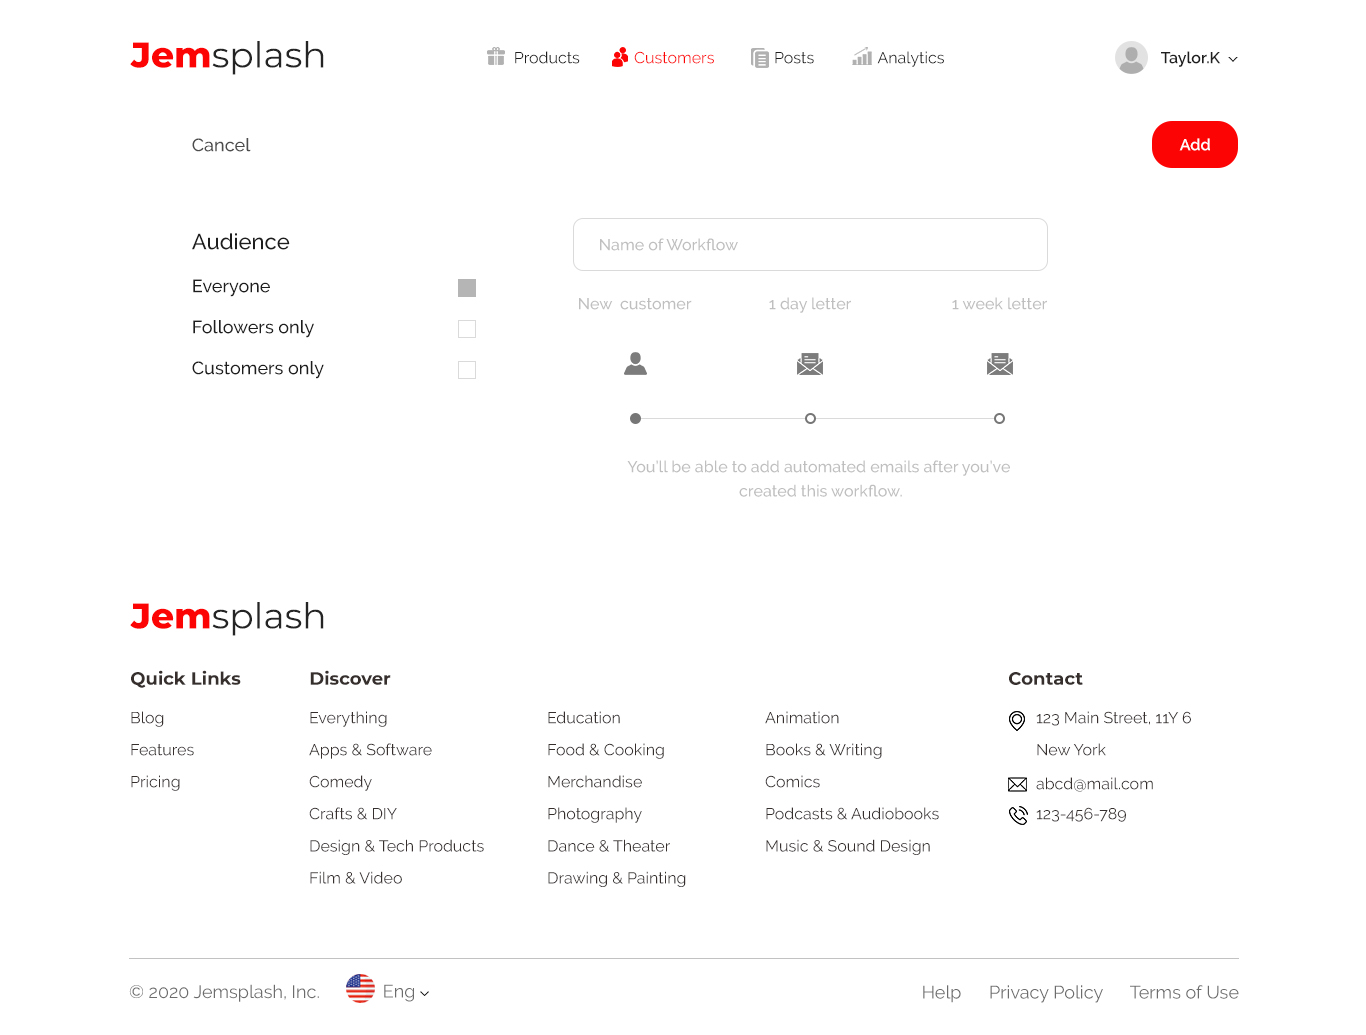 Jemsplash
Products
Customers
Posts
Analytics
Taylor.K
Cancel
Add
Audience
Everyone
Followers only
Customers only
Name of Workflow
New customer
1 day letter
1 week letter
You'll be able to add automated emails after you've
created this workflow.
Jemsplash
Quick Links
Blog
Features
Pricing
Discover
Everything
Apps & Software
Comedy
Crafts & DIY
Design & Tech Products
Film & Video
Education
Food & Cooking
Merchandise
Photography
Dance & Theater
Drawing & Painting
Animation
Books & Writing
Comics
Podcasts & Audiobooks
Music & Sound Design
Contact
123 Main Street, 11Y 6
New York
abcd@mail.com
123-456-789
© 2020 Jemsplash, Inc.
Eng
Help
Privacy Policy
Terms of Use